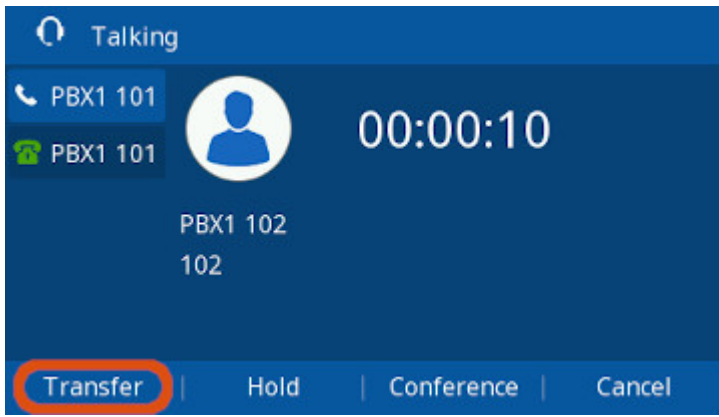 Talking
PBX1 101
PBX1 101
00:00:10
PBX1 102
102
Transfer | Hold | Conference | Cancel